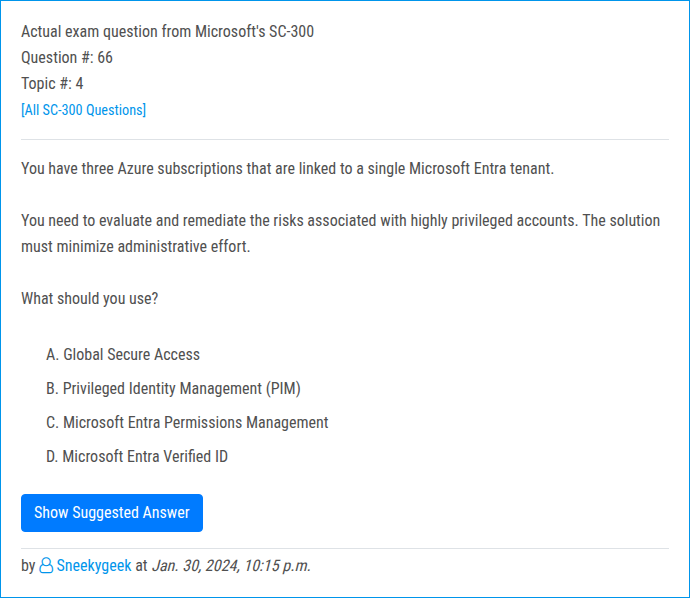 Actual exam question from Microsoft's SC-300
Question #: 66
Topic #: 4
[All SC-300 Questions]
You have three Azure subscriptions that are linked to a single Microsoft Entra tenant.
You need to evaluate and remediate the risks associated with highly privileged accounts. The solution
must minimize administrative effort.
What should you use?
A. Global Secure Access
B. Privileged Identity Management (PIM)
C. Microsoft Entra Permissions Management
D. Microsoft Entra Verified ID
Show Suggested Answer
by Sneekygeek at Jan. 30, 2024, 10:15 p.m.